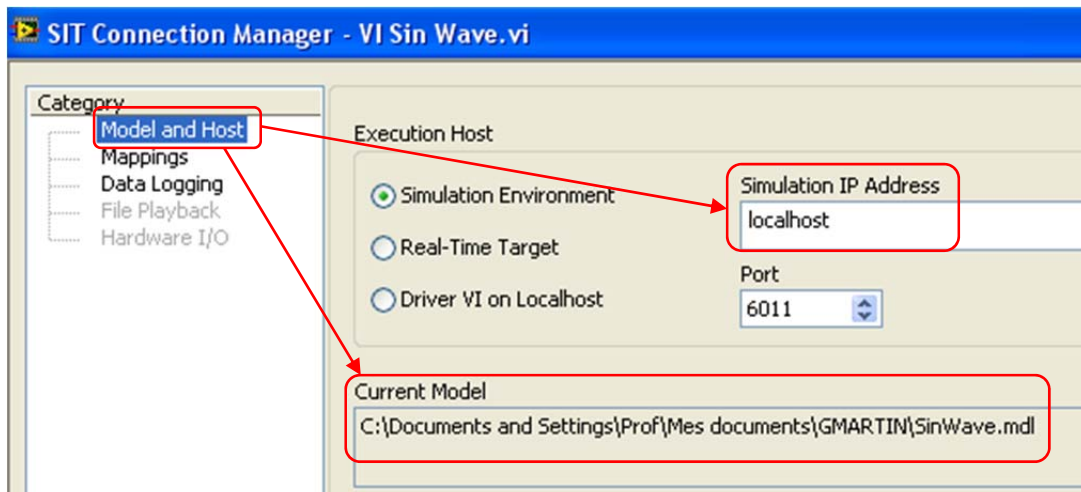 SIT Connection Manager - VI Sin Wave.vi
Category
Model and Host
Mappings
Data Logging
File Playback
Hardware I/O
Execution Host
Simulation Environment
Real-Time Target
Driver VI on Localhost
Simulation IP Address
localhost
Port
6011
Current Model
C:\Documents and Settings\Prof\Mes documents\GMARTIN\SinWave.mdl